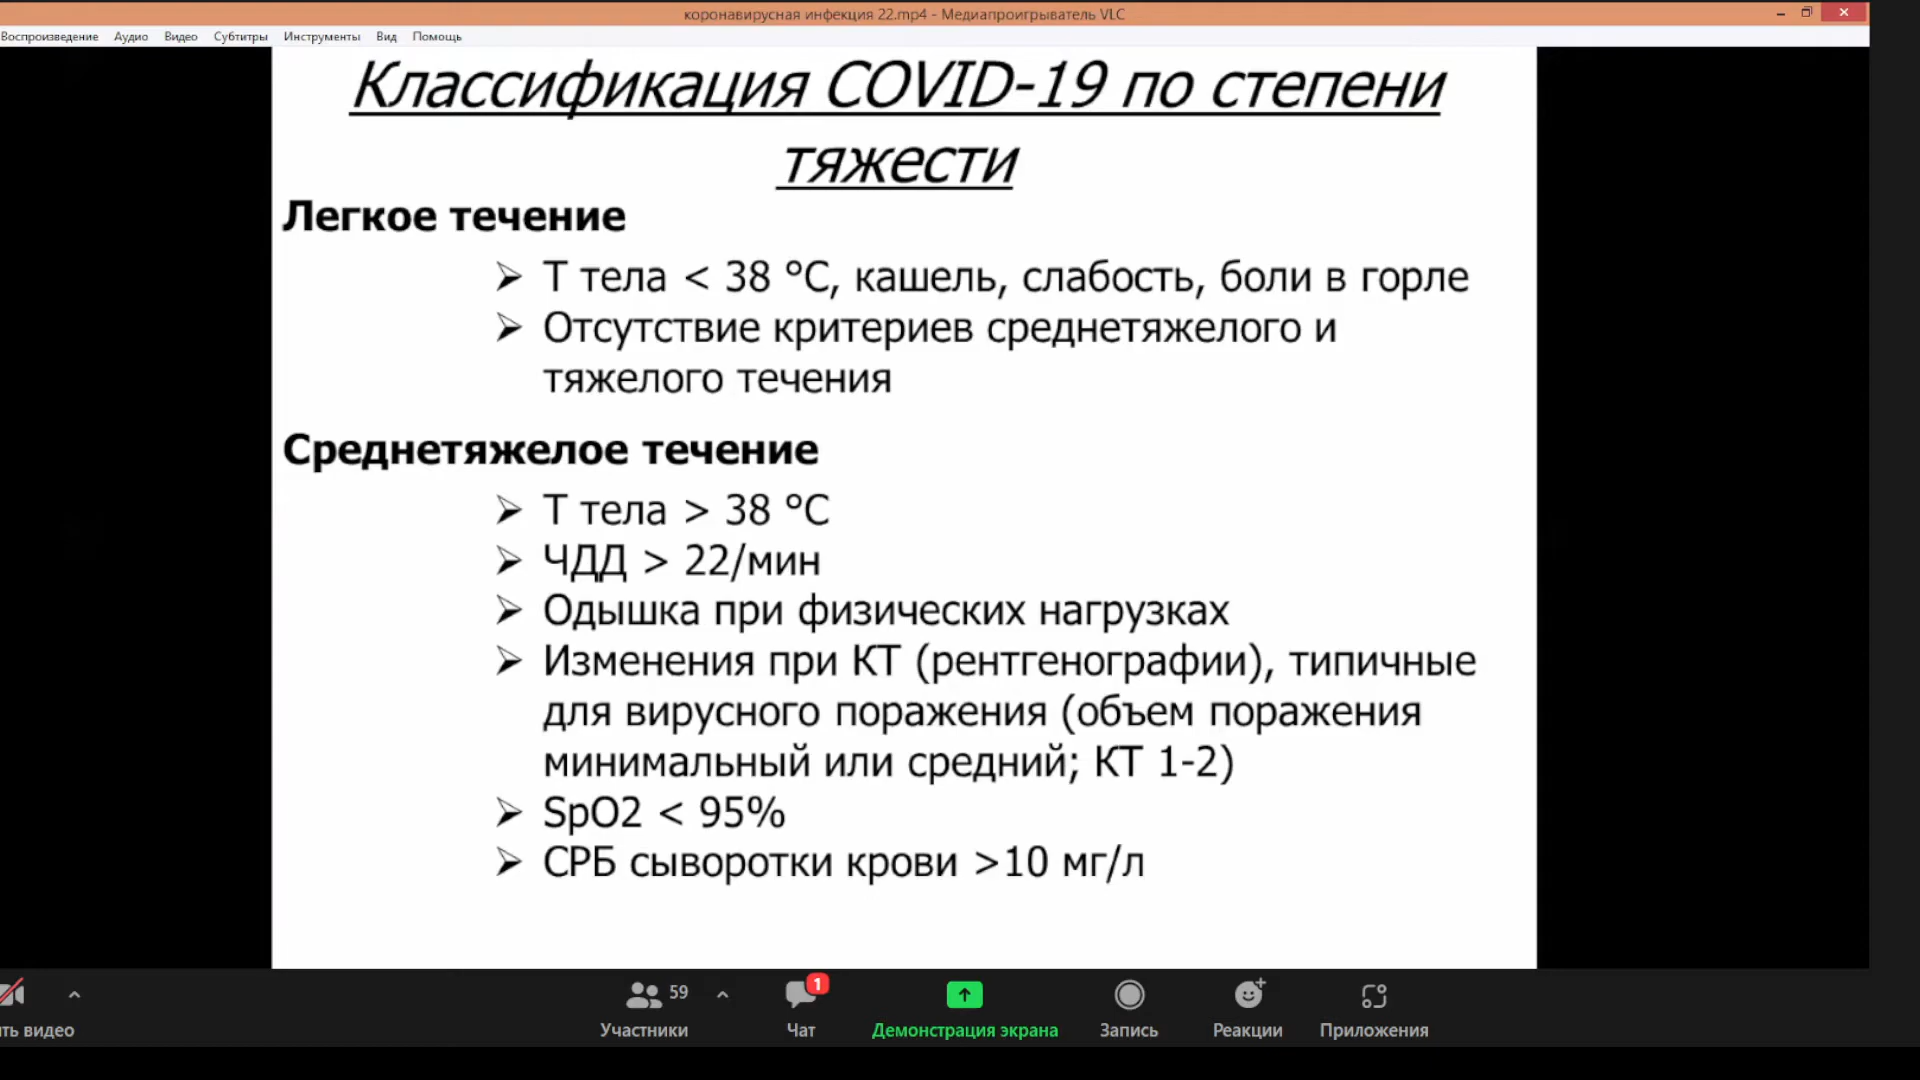 коронавирусная инфекция 22.mp4 - Медиапроигрыватель VLC
Воспроизведение Аудио Видео Субтитры Инструменты Вид Помощь
Классификация COVID-19 по степени
тяжести
Легкое течение
➢ Т тела < 38 °С, кашель, слабость, боли в горле
➢ Отсутствие критериев среднетяжелого и
тяжелого течения
Среднетяжелое течение
➢ Т тела > 38 °С
➢ ЧДД > 22/мин
➢ Одышка при физических нагрузках
➢ Изменения при КТ (рентгенографии), типичные
для вирусного поражения (объем поражения
минимальный или средний; КТ 1-2)
➢ SpO2 < 95%
➢ СРБ сыворотки крови >10 мг/л
59
1
ть видео Участники Чат Демонстрация экрана Запись Реакции Приложения